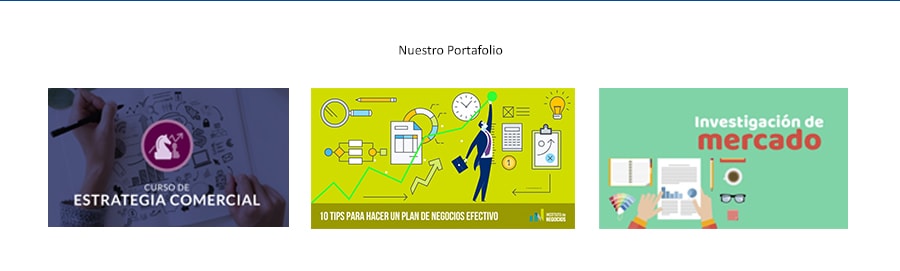 Nuestro Portafolio
CURSO DE
ESTRATEGIA COMERCIAL
10 TIPS PARA HACER UN PLAN DE NEGOCIOS EFECTIVO
INSTITUTO DE
NEGOCIOS
Investigación de
mercado